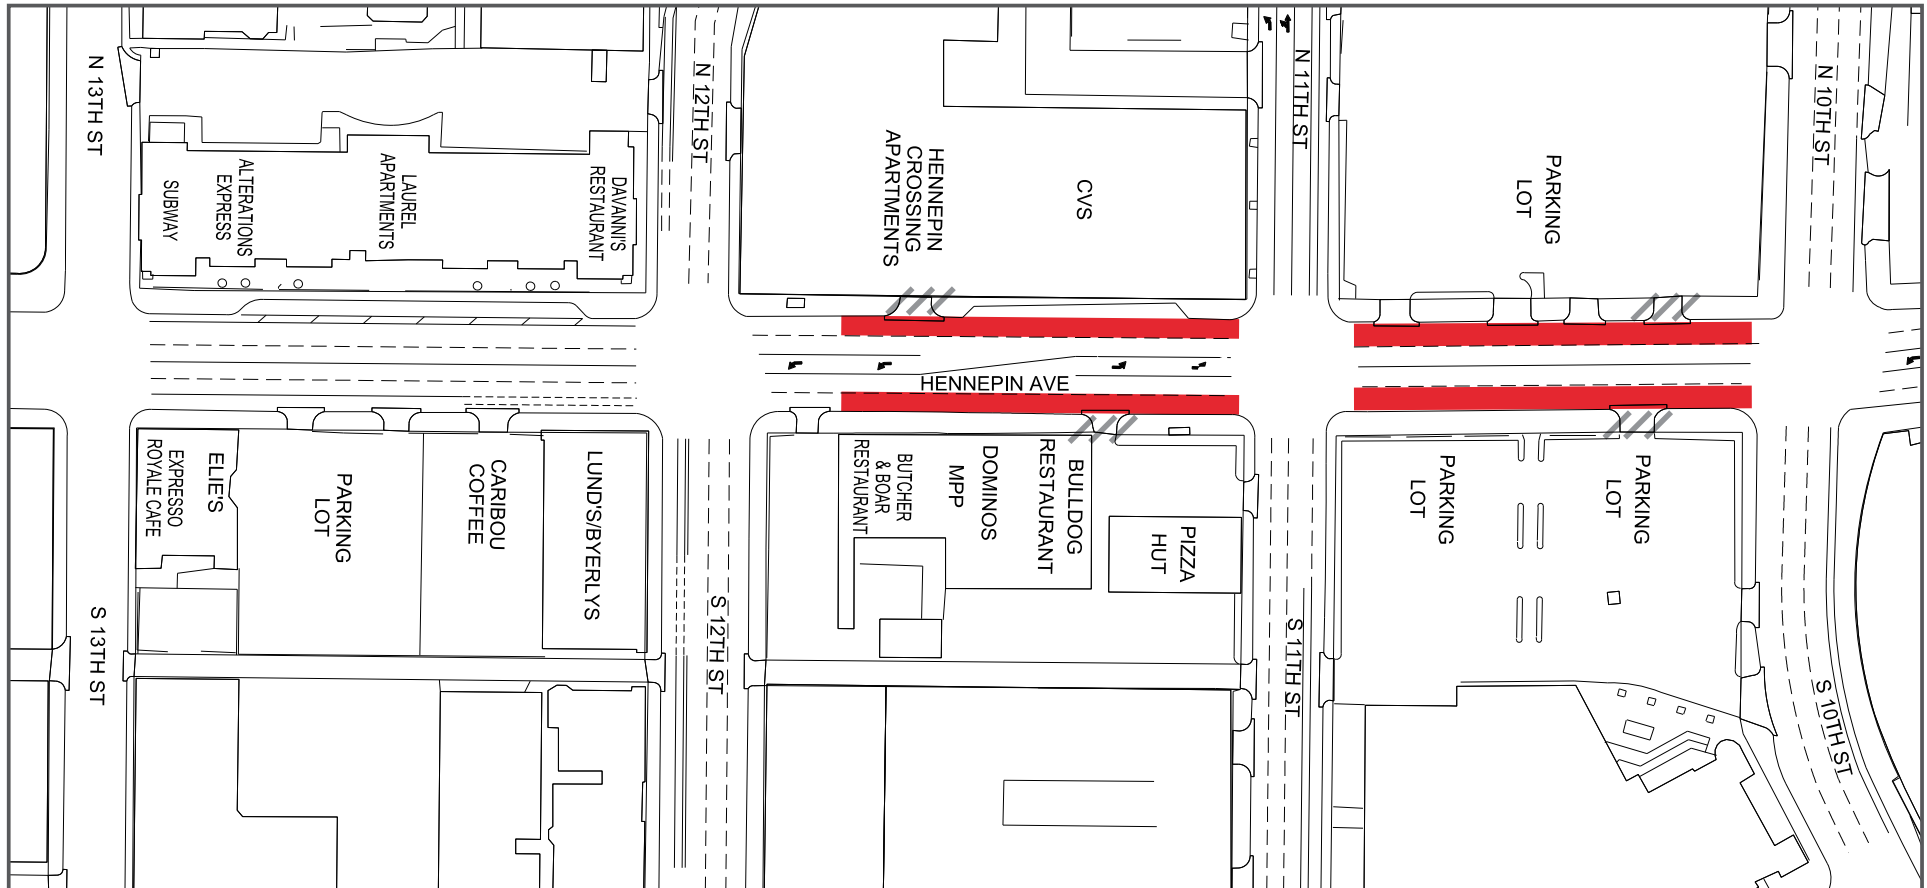 N 13TH ST
N 12TH ST
N 11TH ST
N 10TH ST
SUBWAY
ALTERATIONS
EXPRESS
LAUREL
APARTMENTS
DAVANNI'S
RESTAURANT
HENNEPIN
CROSSING
APARTMENTS
CVS
PARKING
LOT
HENNEPIN AVE
ELIE'S
EXPRESSO
ROYALE CAFE
PARKING
LOT
CARIBOU
COFFEE
LUND'S/BYERLYS
BUTCHER
& BOAR
RESTAURANT
DOMINOS
MPP
BULLDOG
RESTAURANT
PIZZA
HUT
PARKING
LOT
PARKING
LOT
S 13TH ST
S 12TH ST
S 11TH ST
S 10TH ST